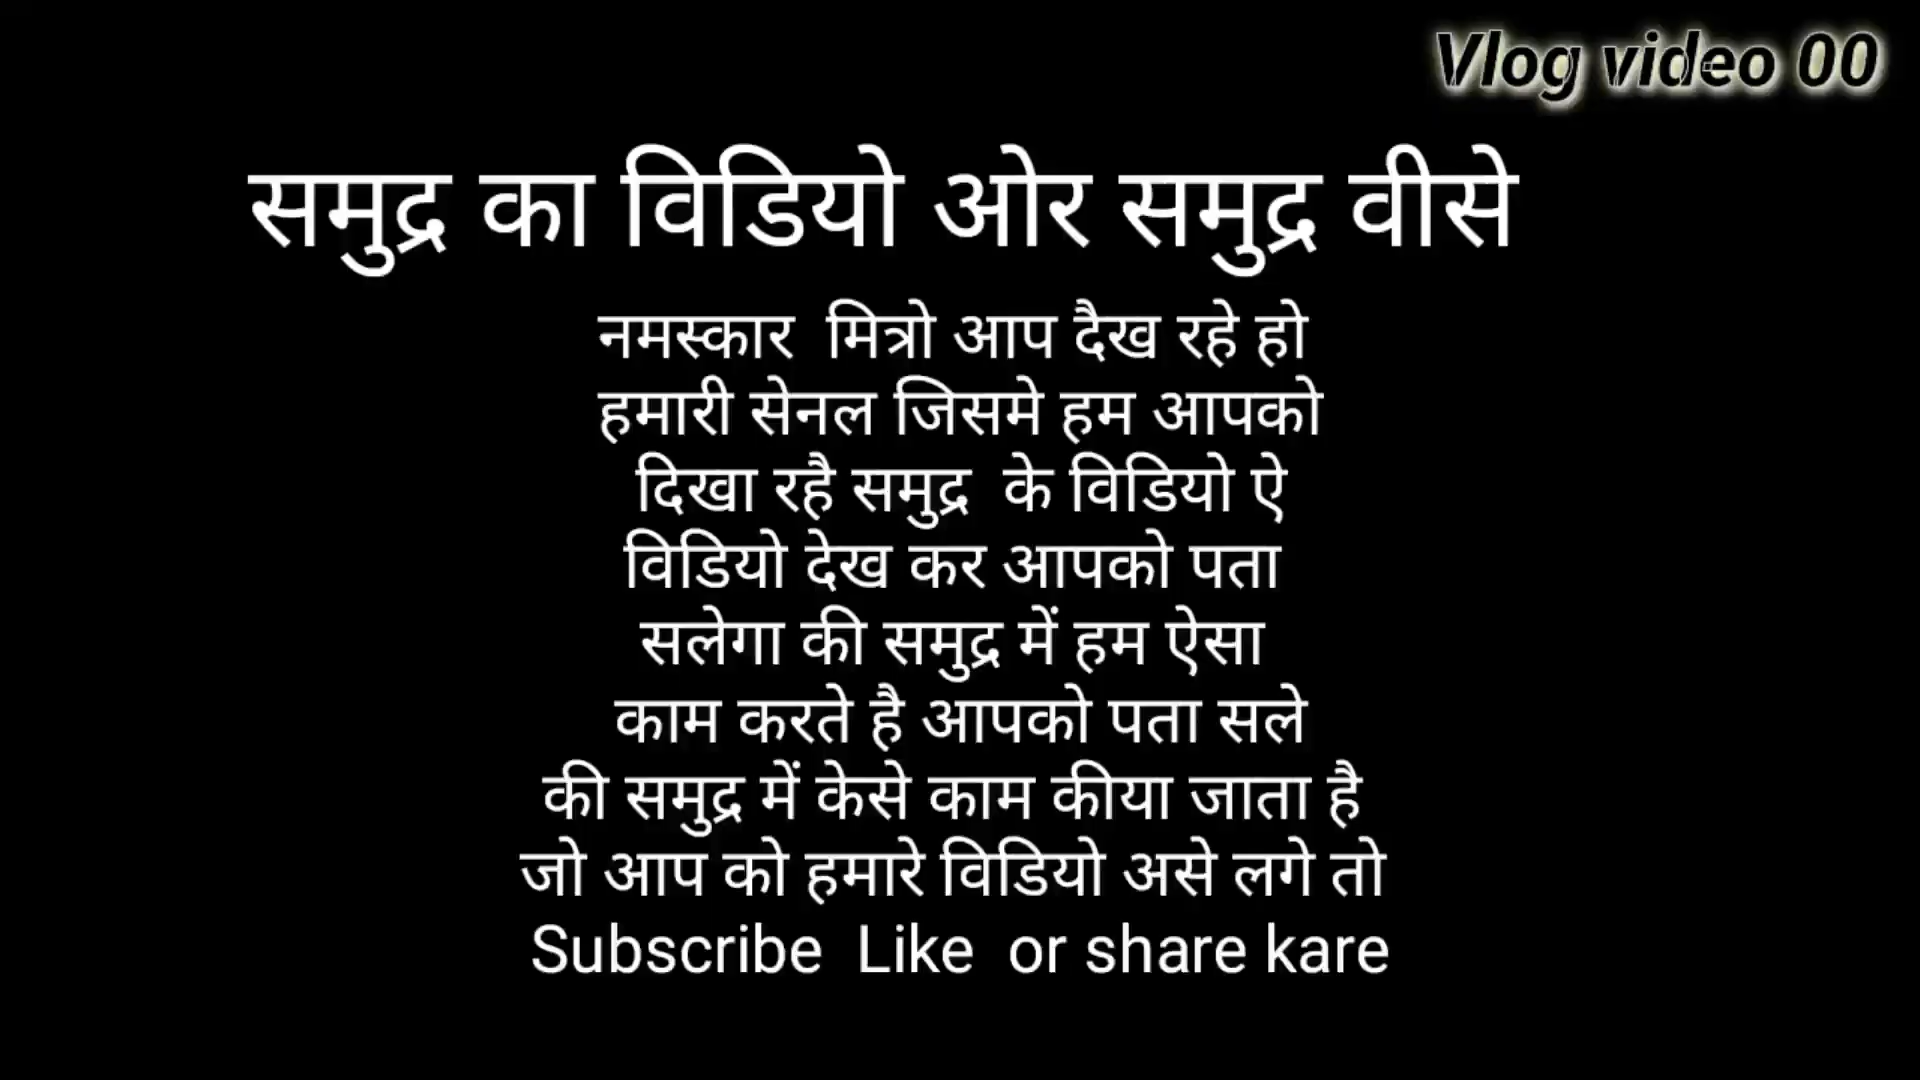 Vlog video 00
समुद्र का विडियो ओर समुद्र वीसे
नमस्कार मित्रो आप दैख रहे हो
हमारी सेनल जिसमे हम आपको
दिखा रहै समुद्र के विडियो ऐ
विडियो देख कर आपको पता
सलेगा की समुद्र में हम ऐसा
काम करते है आपको पता सले
की समुद्र में केसे काम कीया जाता है
जो आप को हमारे विडियो असे लगे तो
Subscribe Like or share kare